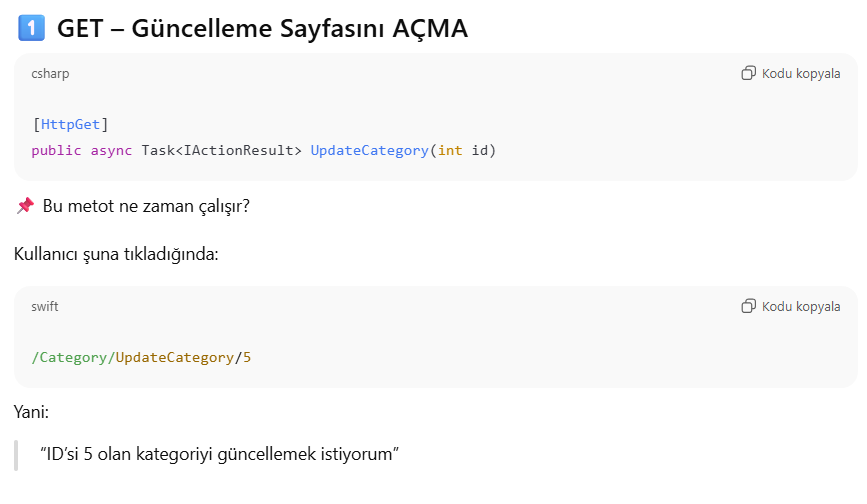 1 GET – Güncelleme Sayfasını AÇMA
csharp Kodu kopyala
[HttpGet]
public async Task<IActionResult> UpdateCategory(int id)
📌 Bu metot ne zaman çalışır?
Kullanıcı şuna tıkladığında:
swift Kodu kopyala
/Category/UpdateCategory/5
Yani:
“ID’si 5 olan kategoriyi güncellemek istiyorum”